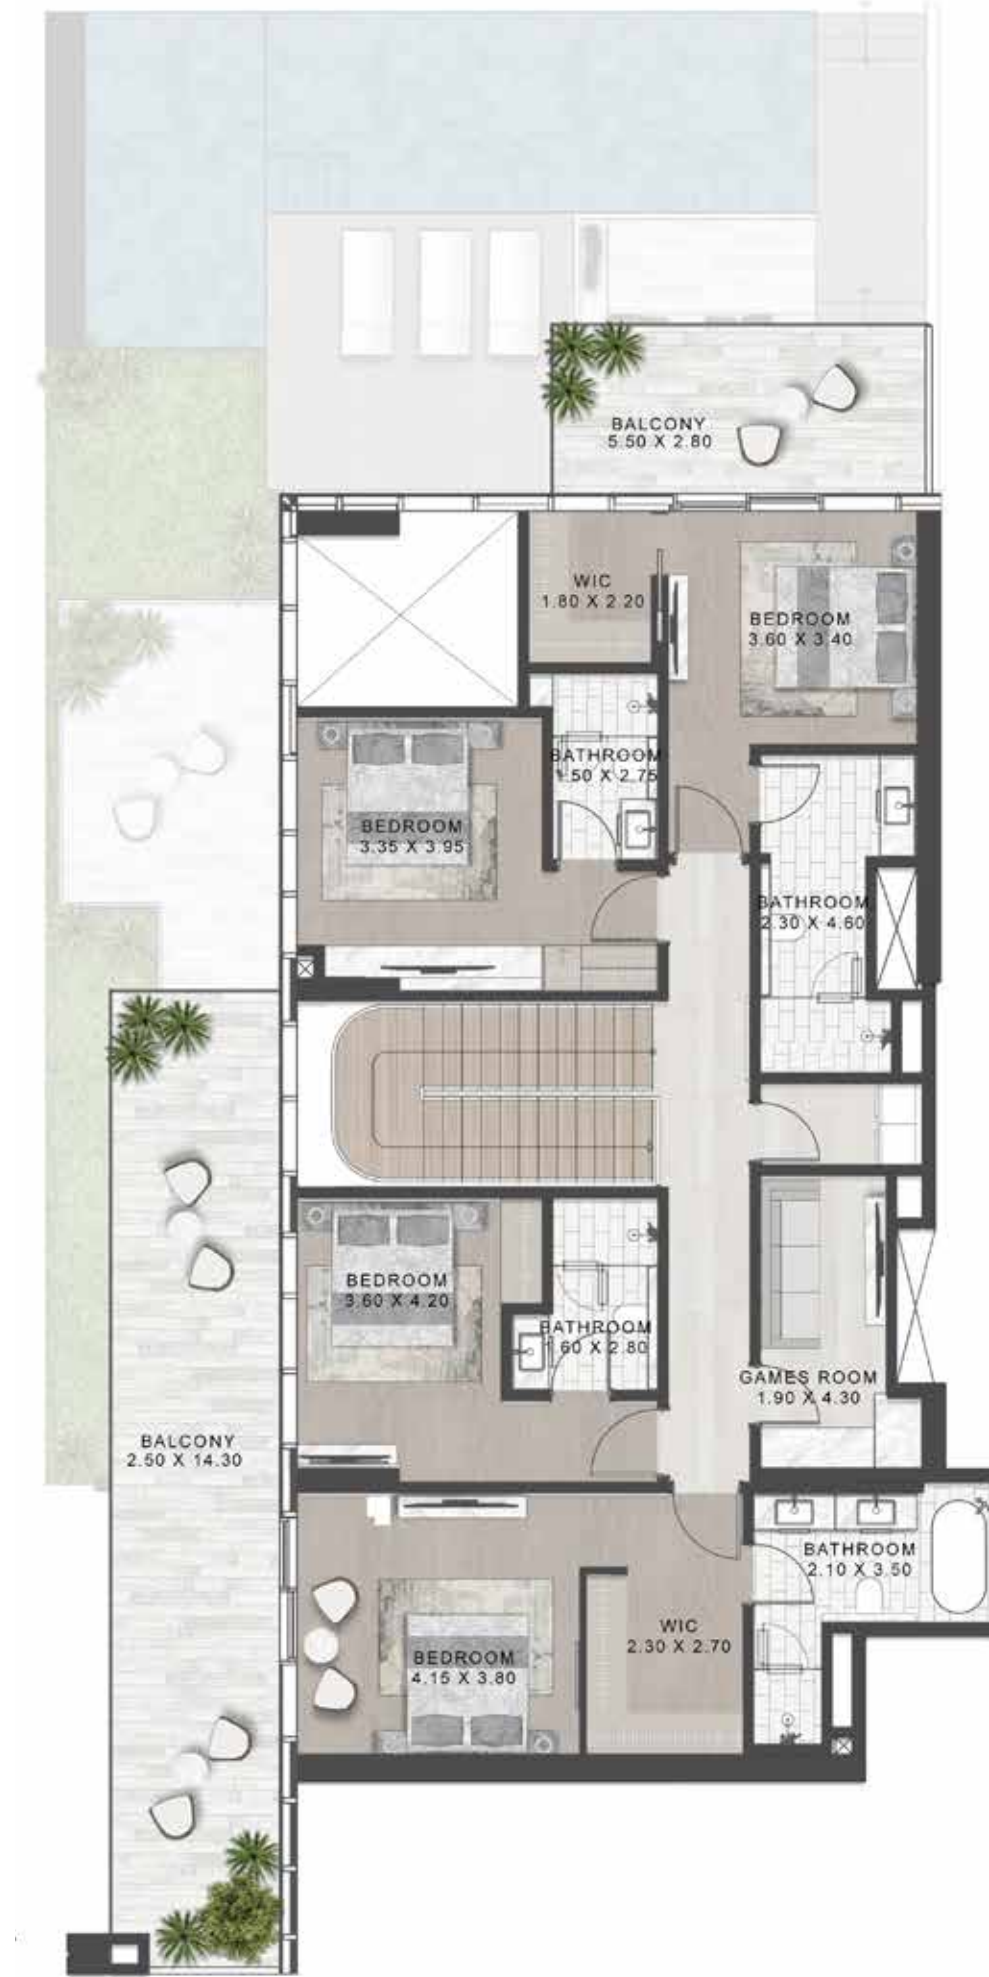 BALCONY
5.50 X 2.80
WIC
1.80 X 2.20
BEDROOM
3.60 X 3.40
BATHROOM
1.50 X 2.75
BEDROOM
3.35 X 3.95
BATHROOM
2.30 X 4.60
BEDROOM
3.60 X 4.20
BATHROOM
1.60 X 2.80
GAMES ROOM
1.90 X 4.30
BALCONY
2.50 X 14.30
BATHROOM
2.10 X 3.50
WIC
2.30 X 2.70
BEDROOM
4.15 X 3.80